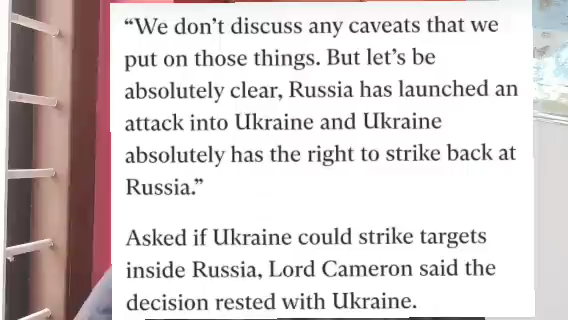 “We don’t discuss any caveats that we
put on those things. But let’s be
absolutely clear, Russia has launched an
attack into Ukraine and Ukraine
absolutely has the right to strike back at
Russia.”
Asked if Ukraine could strike targets
inside Russia, Lord Cameron said the
decision rested with Ukraine.